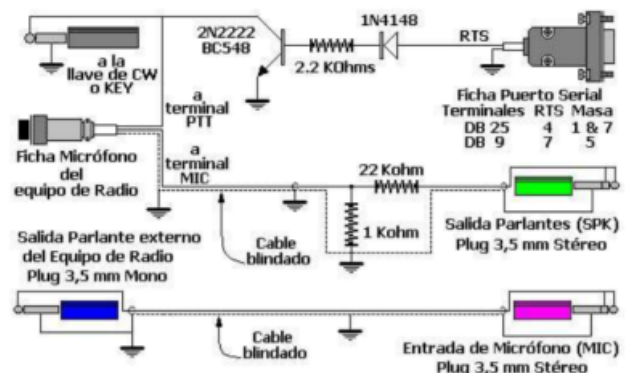 2N2222
BC548
1N4148
RTS
2.2 KOhms
a la
llave de CW
o KEY
a
terminal
PTT
Ficha Puerto Serial
Terminales RTS Masa
DB 25 4 1 & 7
DB 9 7 5
Ficha Micrófono
del
equipo de Radio
a
terminal
MIC
22 Kohm
1 Kohm
Salida Parlantes (SPK)
Plug 3,5 mm Stéreo
Salida Parlante externo
del Equipo de Radio
Plug 3,5 mm Mono
Cable
blindado
Cable
blindado
Entrada de Micrófono (MIC)
Plug 3,5 mm Stéreo